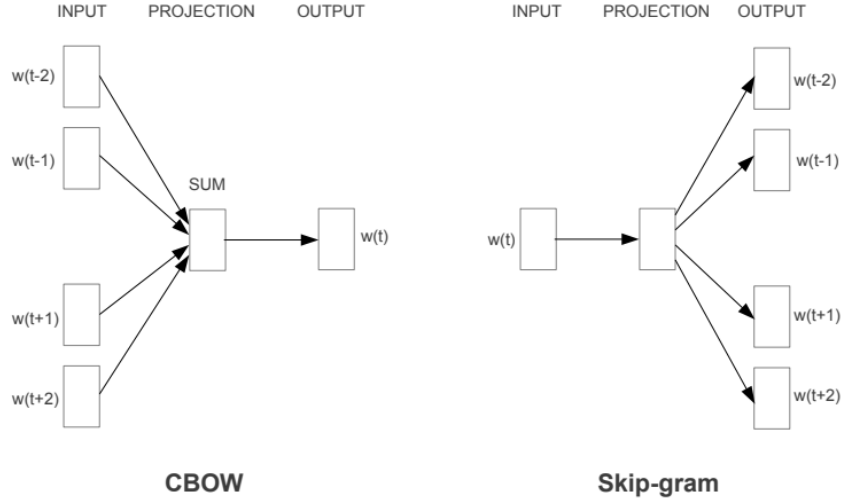 INPUT PROJECTION OUTPUT
w(t-2)
w(t-1)
SUM
w(t)
w(t+1)
w(t+2)
CBOW
INPUT PROJECTION OUTPUT
w(t-2)
w(t-1)
w(t)
w(t+1)
w(t+2)
Skip-gram